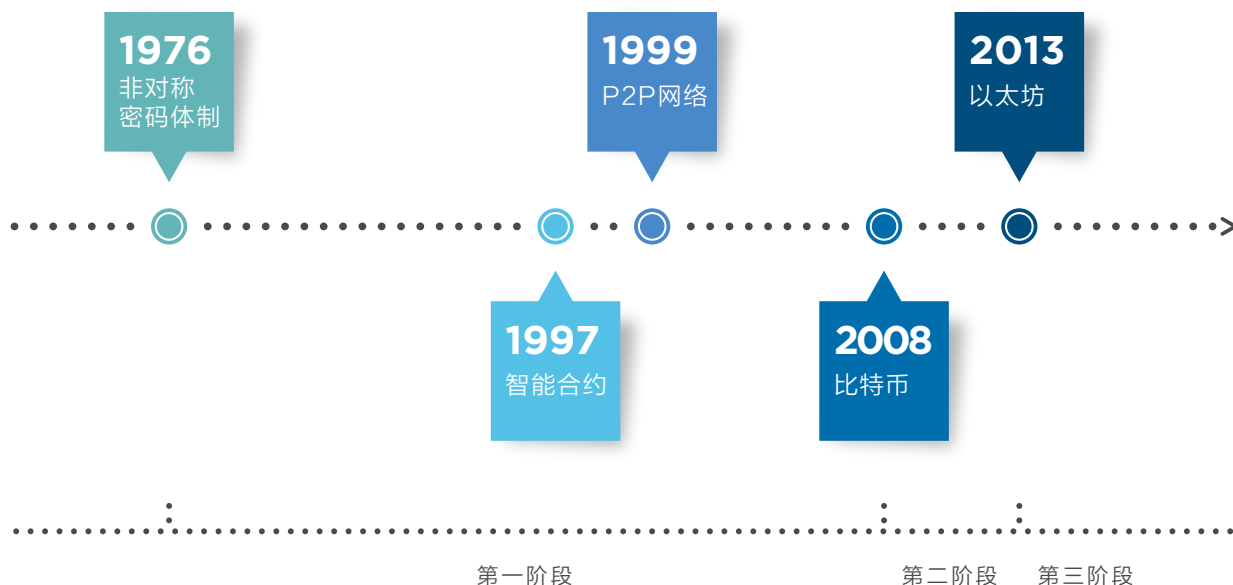 1976
非对称
密码体制
1999
P2P网络
2013
以太坊
1997
智能合约
2008
比特币
第一阶段
第二阶段
第三阶段